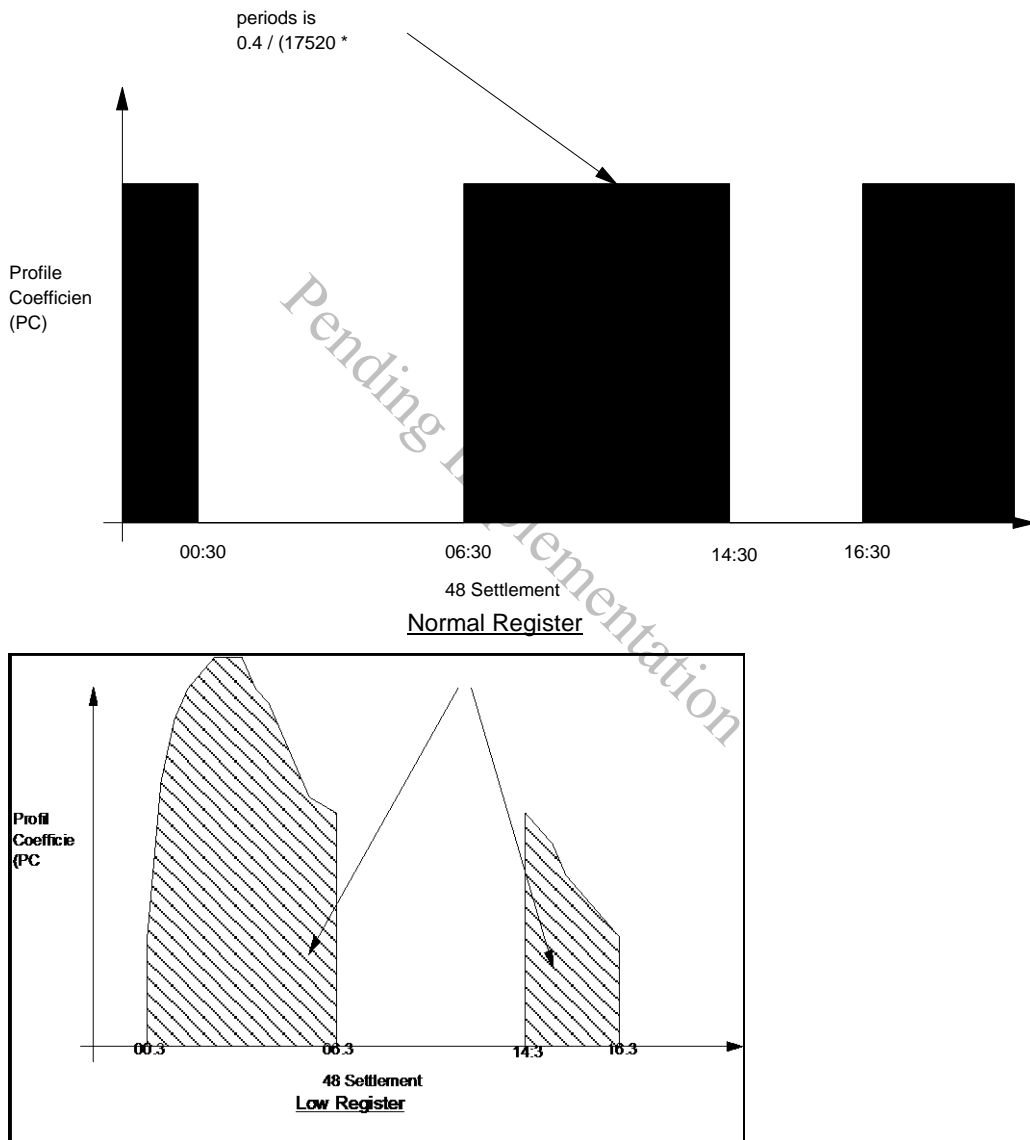 periods is
0.4 / (17520 *
Profile
Coefficien
(PC)
Pending Implementation
00:30
06:30
14:30
16:30
48 Settlement
Normal Register
Profil
Coefficie
(PC
00.3
06.3
14:3
16.3
48 Settlement
Low Register